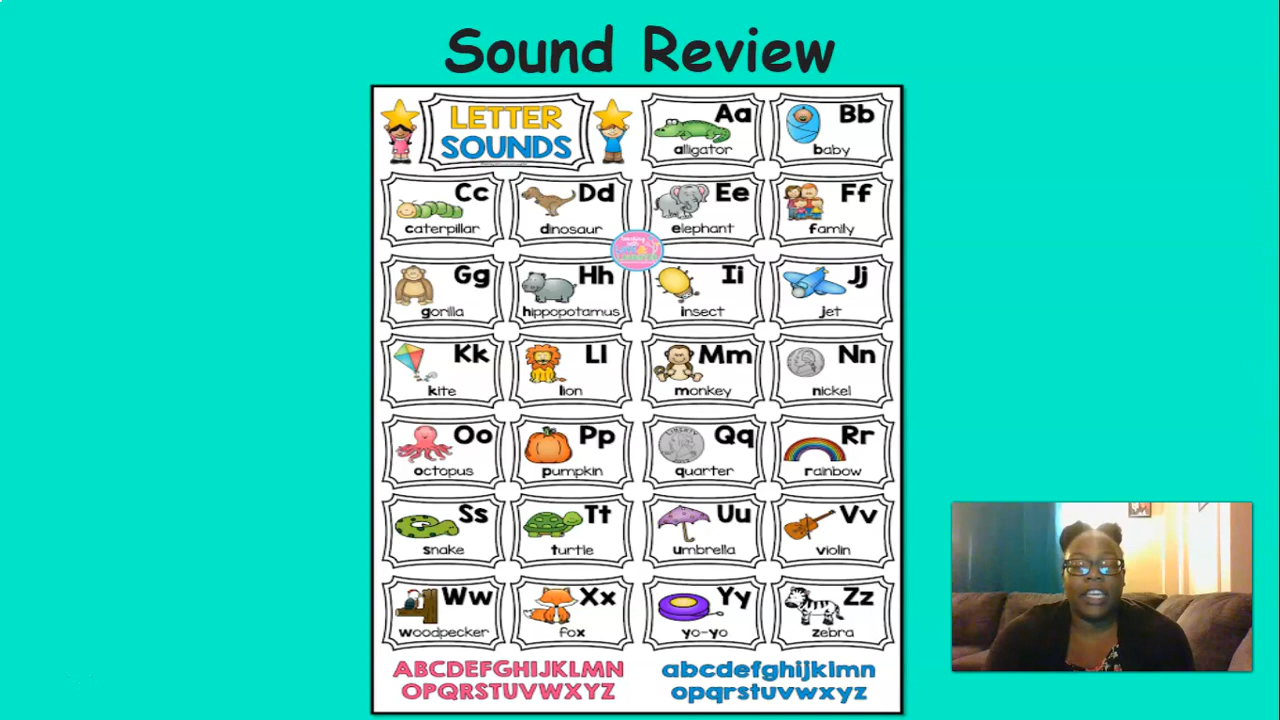 Sound Review
LETTER
SOUNDS
Aa
alligator
Bb
baby
Cc
caterpillar
Dd
dinosaur
Ee
elephant
Ff
family
Gg
gorilla
Hh
hippopotamus
Ii
insect
Jj
jet
Kk
kite
Ll
lion
Mm
monkey
Nn
nickel
Oo
octopus
Pp
pumpkin
Qq
quarter
Rr
rainbow
Ss
snake
Tt
turtle
Uu
umbrella
Vv
violin
Ww
woodpecker
Xx
fox
Yy
yo-yo
Zz
zebra
ABCDEFGHIJKLMN
OPQRSTUVWXYZ
abcdefghijklmn
opqrstuvwxyz